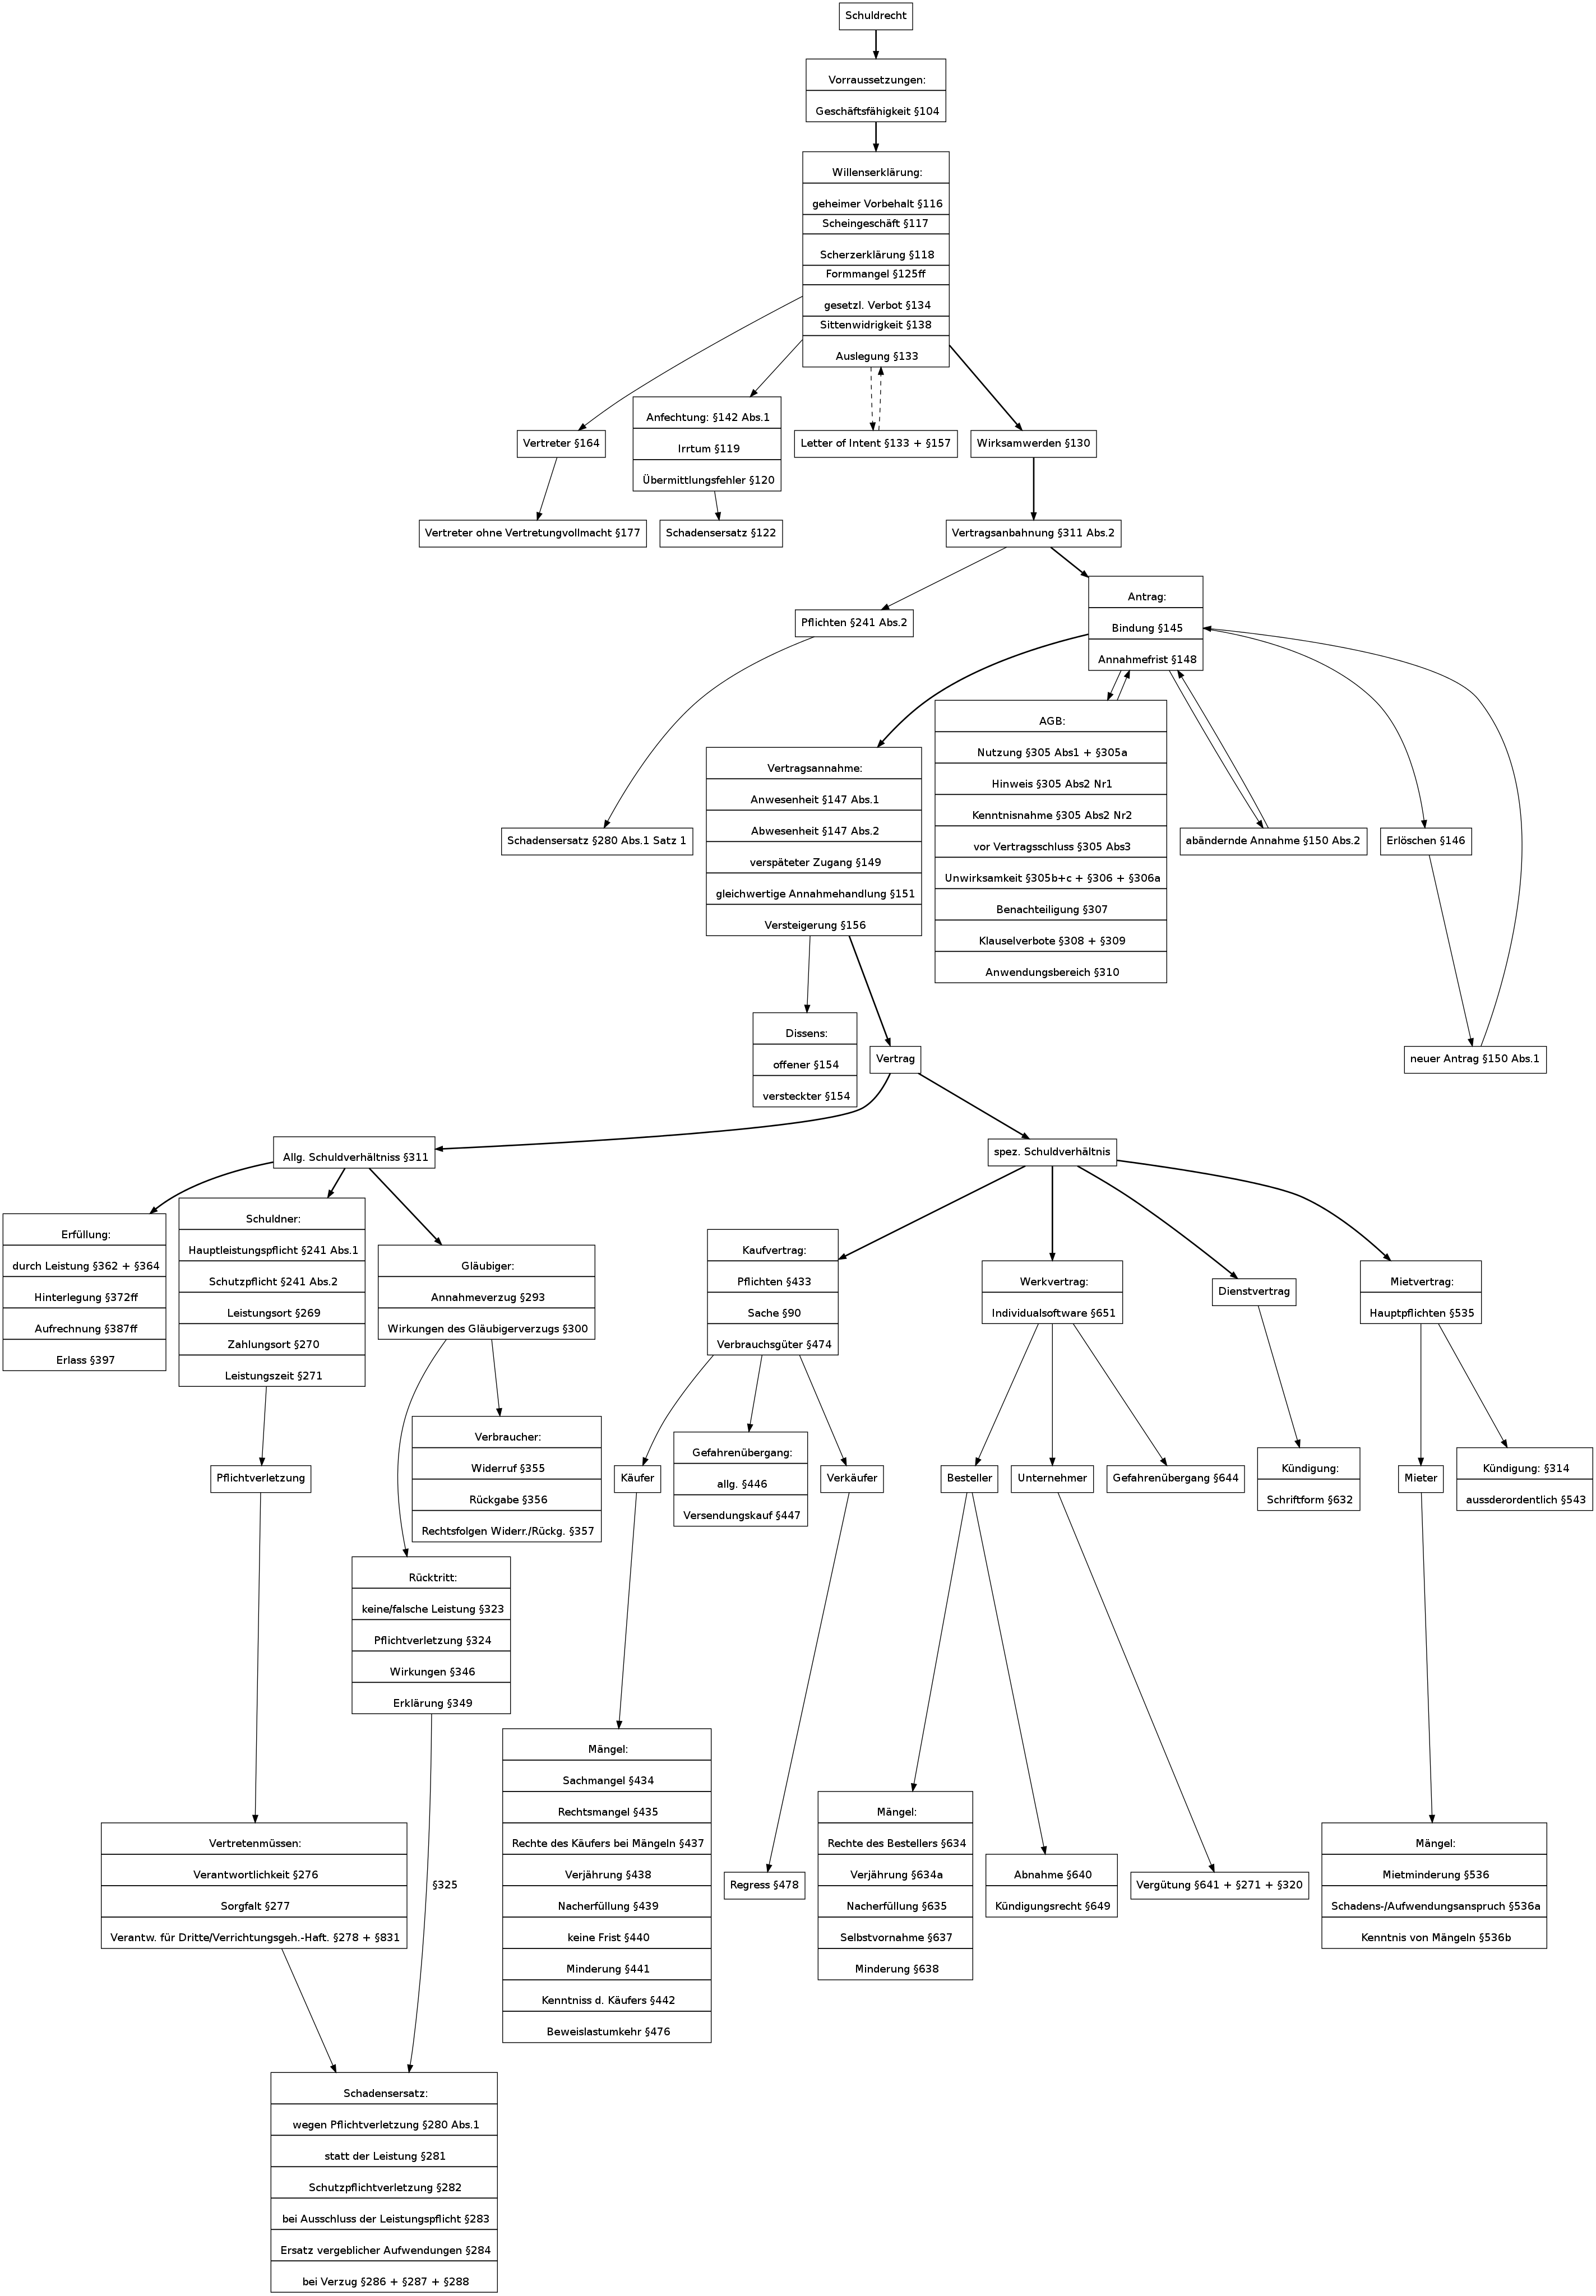 Schuldrecht
Vorraussetzungen:
Geschäftsfähigkeit §104
Willenserklärung:
geheimer Vorbehalt §116
Scheingeschäft §117
Scherzerklärung §118
Formmangel §125ff
gesetzl. Verbot §134
Sittenwidrigkeit §138
Auslegung §133
Vertreter §164
Anfechtung: §142 Abs.1
Irrtum §119
Übermittlungsfehler §120
Letter of Intent §133 + §157
Wirksamwerden §130
Vertreter ohne Vertretungvollmacht §177
Schadensersatz §122
Vertragsanbahnung §311 Abs.2
Pflichten §241 Abs.2
Antrag:
Bindung §145
Annahmefrist §148
Schadensersatz §280 Abs.1 Satz 1
Vertragsannahme:
Anwesenheit §147 Abs.1
Abwesenheit §147 Abs.2
verspäteter Zugang §149
gleichwertige Annahmehandlung §151
Versteigerung §156
AGB:
Nutzung §305 Abs1 + §305a
Hinweis §305 Abs2 Nr1
Kenntnisnahme §305 Abs2 Nr2
vor Vertragsschluss §305 Abs3
Unwirksamkeit §305b+c + §306 + §306a
Benachteiligung §307
Klauselverbote §308 + §309
Anwendungsbereich §310
abändernde Annahme §150 Abs.2
Erlöschen §146
Dissens:
offener §154
versteckter §154
Vertrag
neuer Antrag §150 Abs.1
Allg. Schuldverhältniss §311
spez. Schuldverhältnis
Erfüllung:
durch Leistung §362 + §364
Hinterlegung §372ff
Aufrechnung §387ff
Erlass §397
Schuldner:
Hauptleistungspflicht §241 Abs.1
Schutzpflicht §241 Abs.2
Leistungsort §269
Zahlungsort §270
Leistungszeit §271
Gläubiger:
Annahmeverzug §293
Wirkungen des Gläubigerverzugs §300
Kaufvertrag:
Pflichten §433
Sache §90
Verbrauchsgüter §474
Werkvertrag:
Individualsoftware §651
Dienstvertrag
Mietvertrag:
Hauptpflichten §535
Pflichtverletzung
Verbraucher:
Widerruf §355
Rückgabe §356
Rechtsfolgen Widerr./Rückg. §357
Käufer
Gefahrenübergang:
allg. §446
Versendungskauf §447
Verkäufer
Besteller
Unternehmer
Gefahrenübergang §644
Kündigung:
Schriftform §632
Mieter
Kündigung: §314
aussderordentlich §543
Rücktritt:
keine/falsche Leistung §323
Pflichtverletzung §324
Wirkungen §346
Erklärung §349
Vertretenmüssen:
Verantwortlichkeit §276
Sorgfalt §277
Verantw. für Dritte/Verrichtungsgeh.-Haft. §278 + §831
§325
Mängel:
Sachmangel §434
Rechtsmangel §435
Rechte des Käufers bei Mängeln §437
Verjährung §438
Nacherfüllung §439
keine Frist §440
Minderung §441
Kenntniss d. Käufers §442
Beweislastumkehr §476
Regress §478
Mängel:
Rechte des Bestellers §634
Verjährung §634a
Nacherfüllung §635
Selbstvornahme §637
Minderung §638
Abnahme §640
Kündigungsrecht §649
Vergütung §641 + §271 + §320
Mängel:
Mietminderung §536
Schadens-/Aufwendungsanspruch §536a
Kenntnis von Mängeln §536b
Schadensersatz:
wegen Pflichtverletzung §280 Abs.1
statt der Leistung §281
Schutzpflichtverletzung §282
bei Ausschluss der Leistungspflicht §283
Ersatz vergeblicher Aufwendungen §284
bei Verzug §286 + §287 + §288